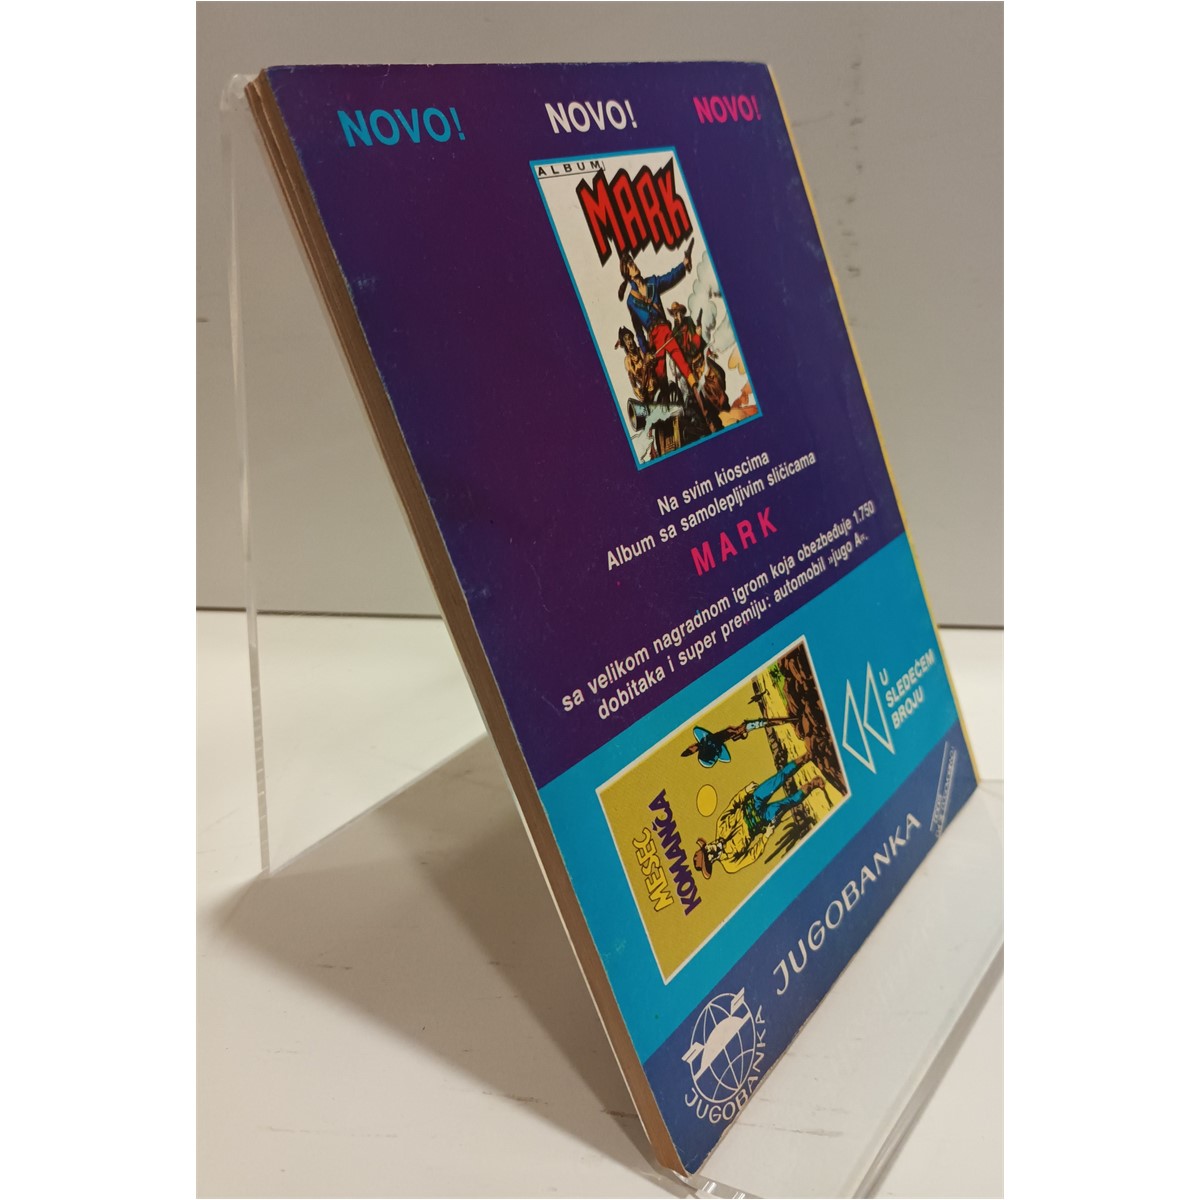 NOVO! NOVO! NOVO!
ALBUM
MARK
Na svim kioscima
Album sa samolepljivim sličicama
MARK
sa velikom nagradnom igrom koja obezbeđuje 1.750
dobitaka i super premiju: automobil »jugo A«.
MESEC
KOMANČA
U
SLEDEĆEM
BROJU
JUGOBANKA
JUGOBANKA